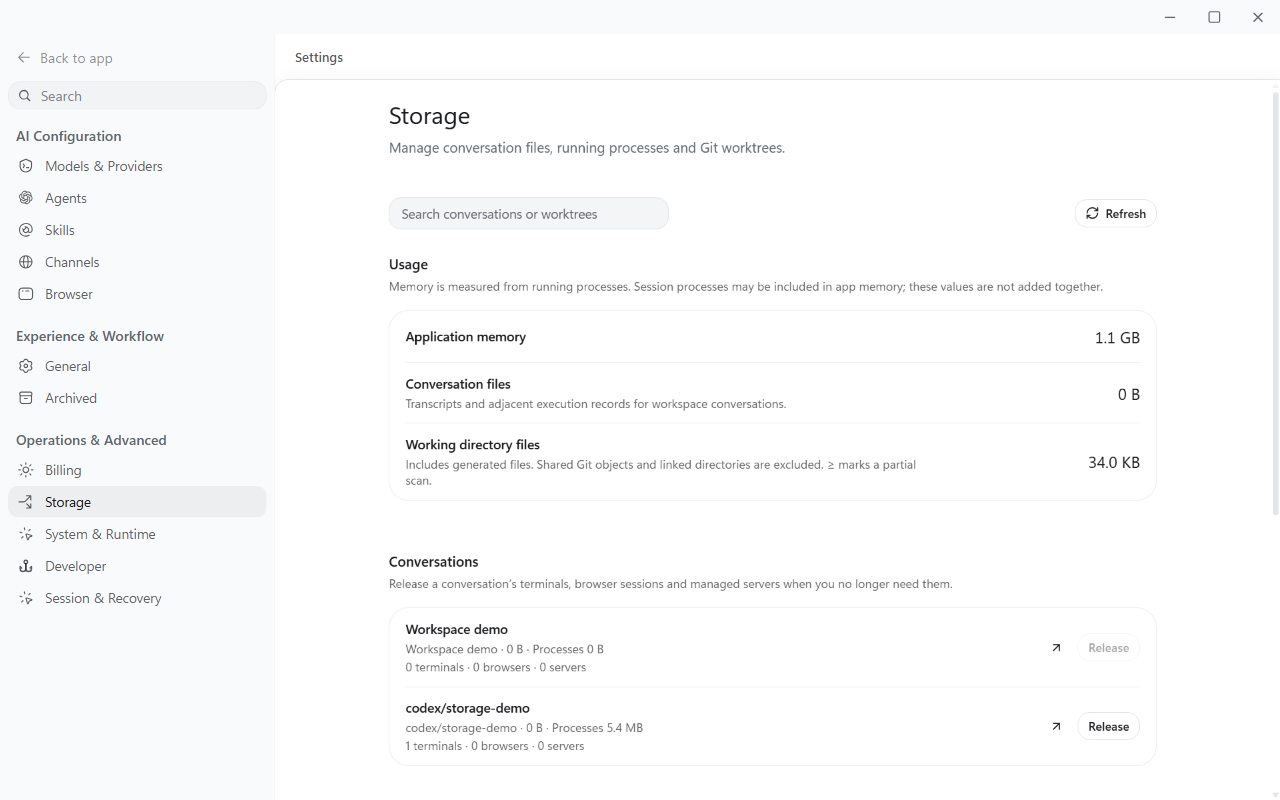 Back to app
Search
AI Configuration
Models & Providers
Agents
Skills
Channels
Browser
Experience & Workflow
General
Archived
Operations & Advanced
Billing
Storage
System & Runtime
Developer
Session & Recovery
Settings
Storage
Manage conversation files, running processes and Git worktrees.
Search conversations or worktrees
Refresh
Usage
Memory is measured from running processes. Session processes may be included in app memory; these values are not added together.
Application memory
1.1 GB
Conversation files
Transcripts and adjacent execution records for workspace conversations.
0 B
Working directory files
Includes generated files. Shared Git objects and linked directories are excluded. ≥ marks a partial
scan.
34.0 KB
Conversations
Release a conversation's terminals, browser sessions and managed servers when you no longer need them.
Workspace demo
Workspace demo · 0 B · Processes 0 B
0 terminals · 0 browsers · 0 servers
Release
codex/storage-demo
codex/storage-demo · 0 B · Processes 5.4 MB
1 terminals · 0 browsers · 0 servers
Release